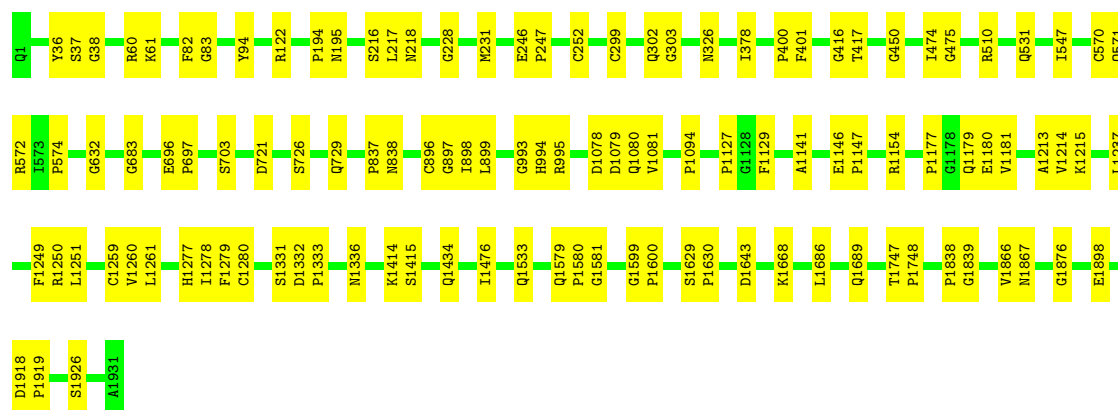 Q1 Y36 S37 G38 R60 K61 F82 G83 Y94 R122 P194 N195 S216 L217 N218 G228 M231 E246 P247 C252 C299 Q302 G303 N326 I378 P400 F401 G416 T417 G450 I474 G475 R510 Q531 I547 C570 Q571
R572 I573 P574 G632 G683 E696 P697 S703 D721 S726 Q729 P837 N838 C896 G897 I898 L899 G993 H994 R995 D1078 D1079 Q1080 V1081 P1094 P1127 G1128 F1129 A1141 E1146 P1147 R1154 P1177 G1178 Q1179 E1180 V1181 A1213 V1214 K1215 L1237
F1249 R1250 L1251 C1259 V1260 L1261 H1277 I1278 F1279 C1280 S1331 D1332 P1333 N1336 K1414 S1415 Q1434 I1476 Q1533 Q1579 P1580 G1581 G1599 P1600 S1629 P1630 D1643 K1668 L1686 Q1689 T1747 P1748 P1838 G1839 V1866 N1867 G1876 E1898
D1918 P1919 S1926 A1931